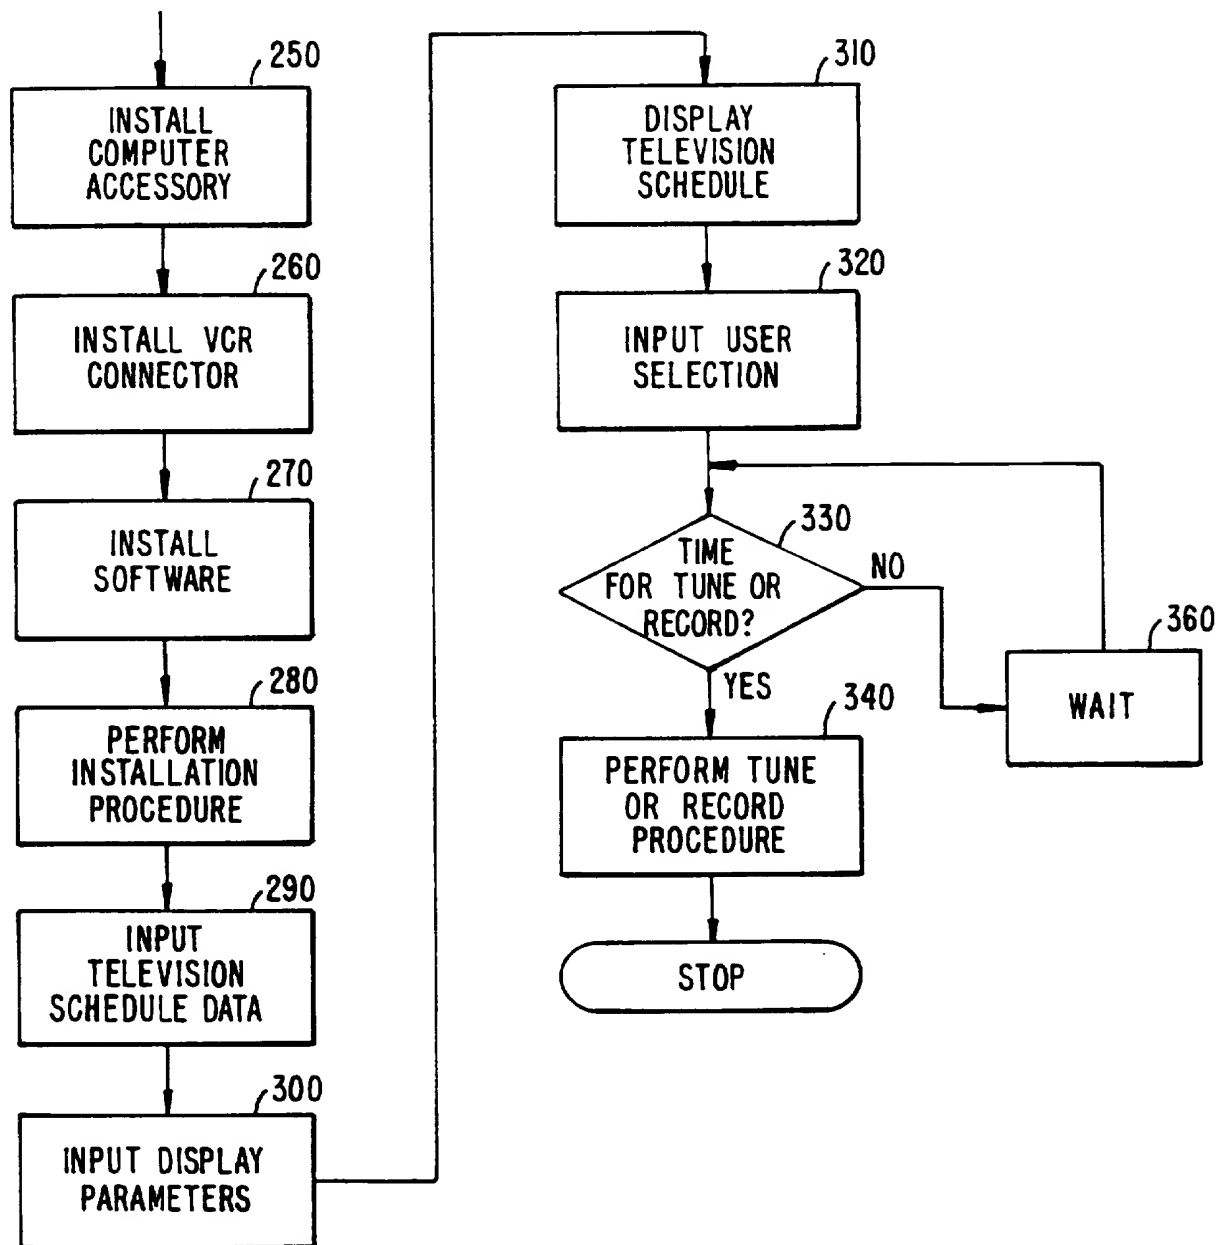 250
INSTALL
COMPUTER
ACCESSORY
260
INSTALL VCR
CONNECTOR
270
INSTALL
SOFTWARE
280
PERFORM
INSTALLATION
PROCEDURE
290
INPUT
TELEVISION
SCHEDULE DATA
300
INPUT DISPLAY
PARAMETERS
310
DISPLAY
TELEVISION
SCHEDULE
320
INPUT USER
SELECTION
330
TIME
FOR TUNE OR
RECORD?
NO
YES
360
WAIT
340
PERFORM TUNE
OR RECORD
PROCEDURE
STOP